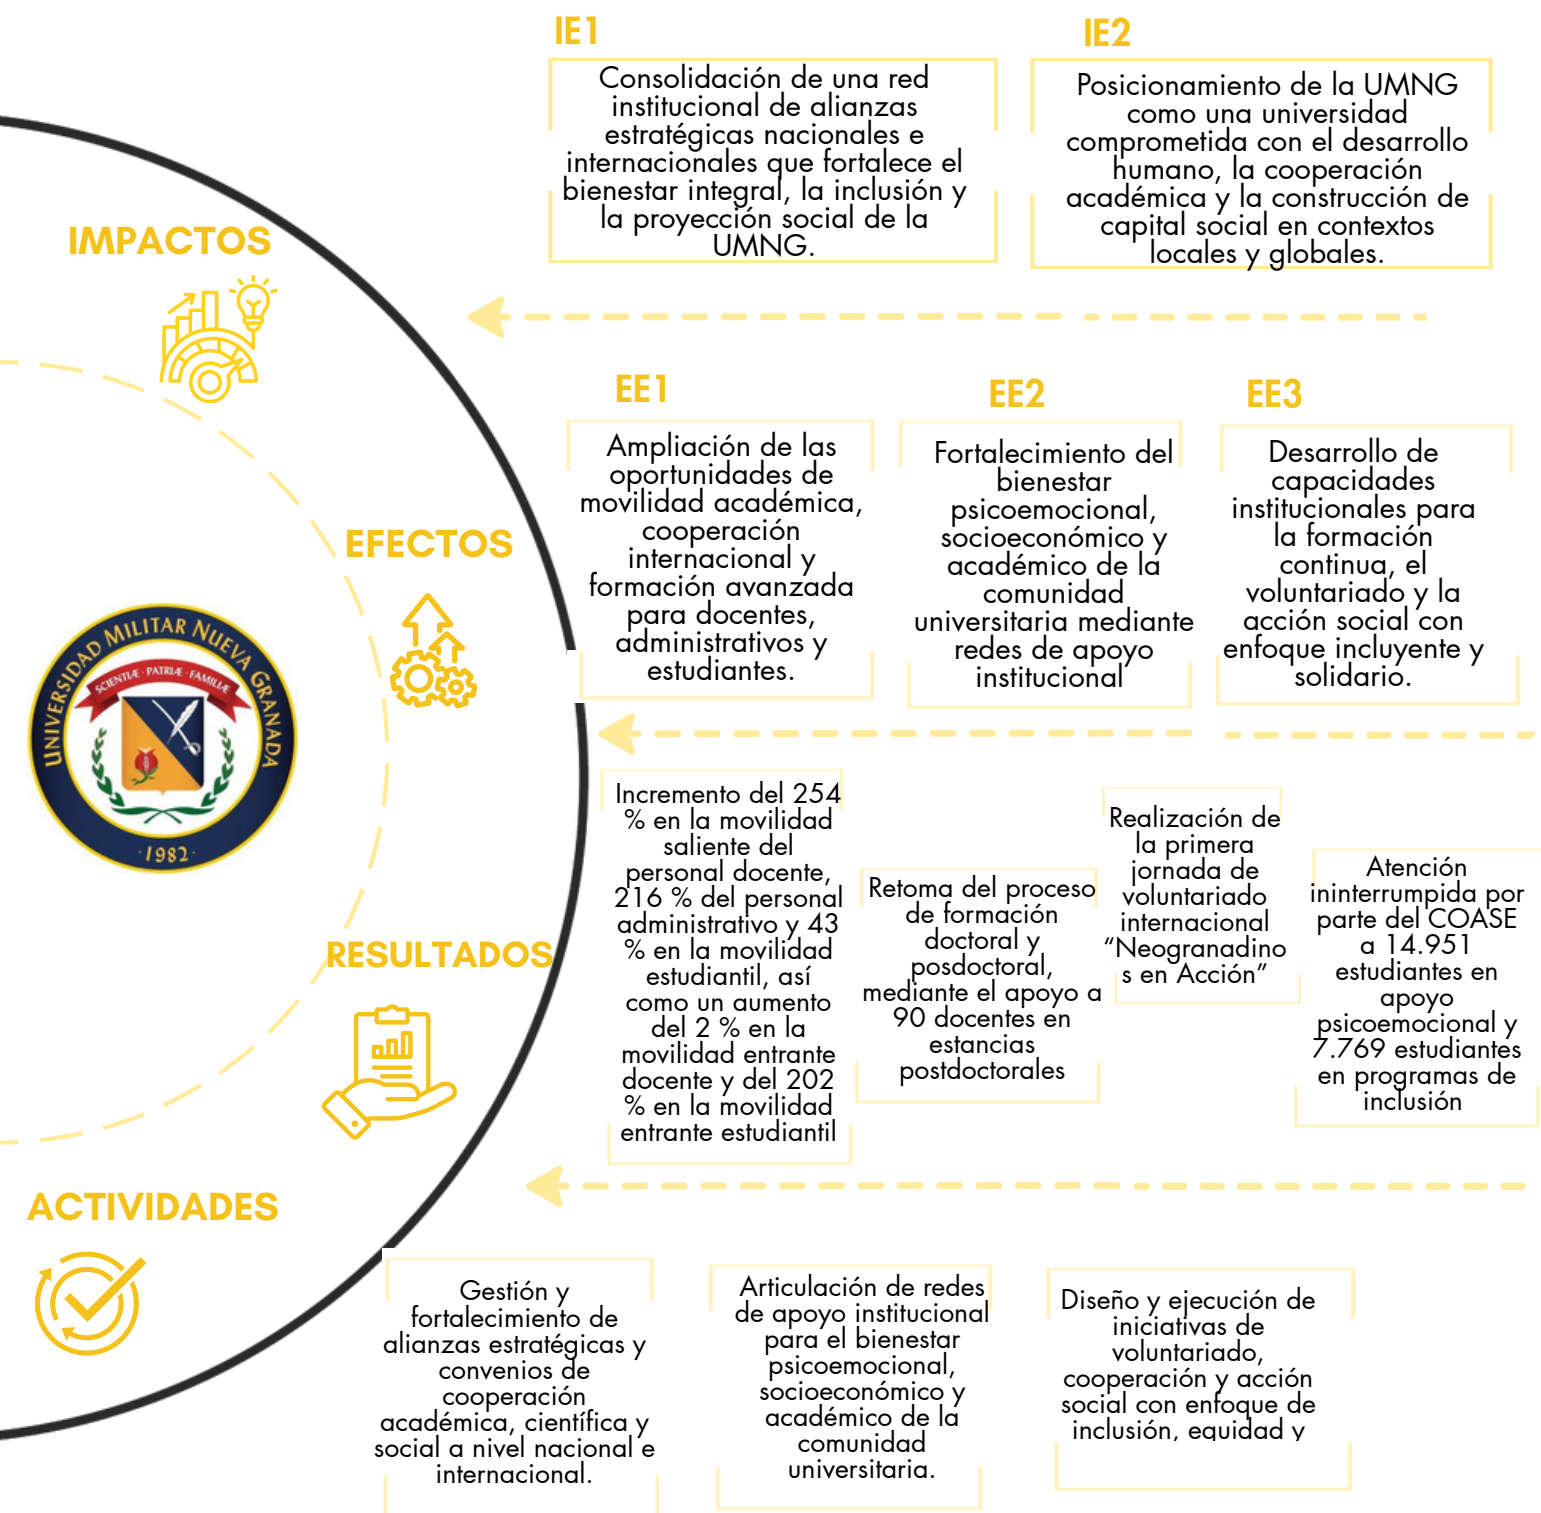 IE1
Consolidación de una red
institucional de alianzas
estratégicas nacionales e
internacionales que fortalece el
bienestar integral, la inclusión y
la proyección social de la
UMNG.
IE2
Posicionamiento de la UMNG
como una universidad
comprometida con el desarrollo
humano, la cooperación
académica y la construcción de
capital social en contextos
locales y globales.
IMPACTOS
EE1
Ampliación de las
oportunidades de
movilidad académica,
cooperación
internacional y
formación avanzada
para docentes,
administrativos y
estudiantes.
EE2
Fortalecimiento del
bienestar
psicoemocional,
socioeconómico y
académico de la
comunidad
universitaria mediante
redes de apoyo
institucional
EE3
Desarrollo de
capacidades
institucionales para
la formación
continua, el
voluntariado y la
acción social con
enfoque incluyente y
solidario.
EFECTOS
UNIVERSIDAD MILITAR NUEVA GRANADA
SCIENTIÆ · PATRIÆ · FAMILIÆ
·1982·
Incremento del 254
% en la movilidad
saliente del
personal docente,
216 % del personal
administrativo y 43
% en la movilidad
estudiantil, así
como un aumento
del 2 % en la
movilidad entrante
docente y del 202
% en la movilidad
entrante estudiantil
Retoma del proceso
de formación
doctoral y
posdoctoral,
mediante el apoyo a
90 docentes en
estancias
postdoctorales
Realización de
la primera
jornada de
voluntariado
internacional
“Neogranadino
s en Acción”
Atención
ininterrumpida por
parte del COASE
a 14.951
estudiantes en
apoyo
psicoemocional y
7.769 estudiantes
en programas de
inclusión
RESULTADOS
ACTIVIDADES
Gestión y
fortalecimiento de
alianzas estratégicas y
convenios de
cooperación
académica, científica y
social a nivel nacional e
internacional.
Articulación de redes
de apoyo institucional
para el bienestar
psicoemocional,
socioeconómico y
académico de la
comunidad
universitaria.
Diseño y ejecución de
iniciativas de
voluntariado,
cooperación y acción
social con enfoque de
inclusión, equidad y